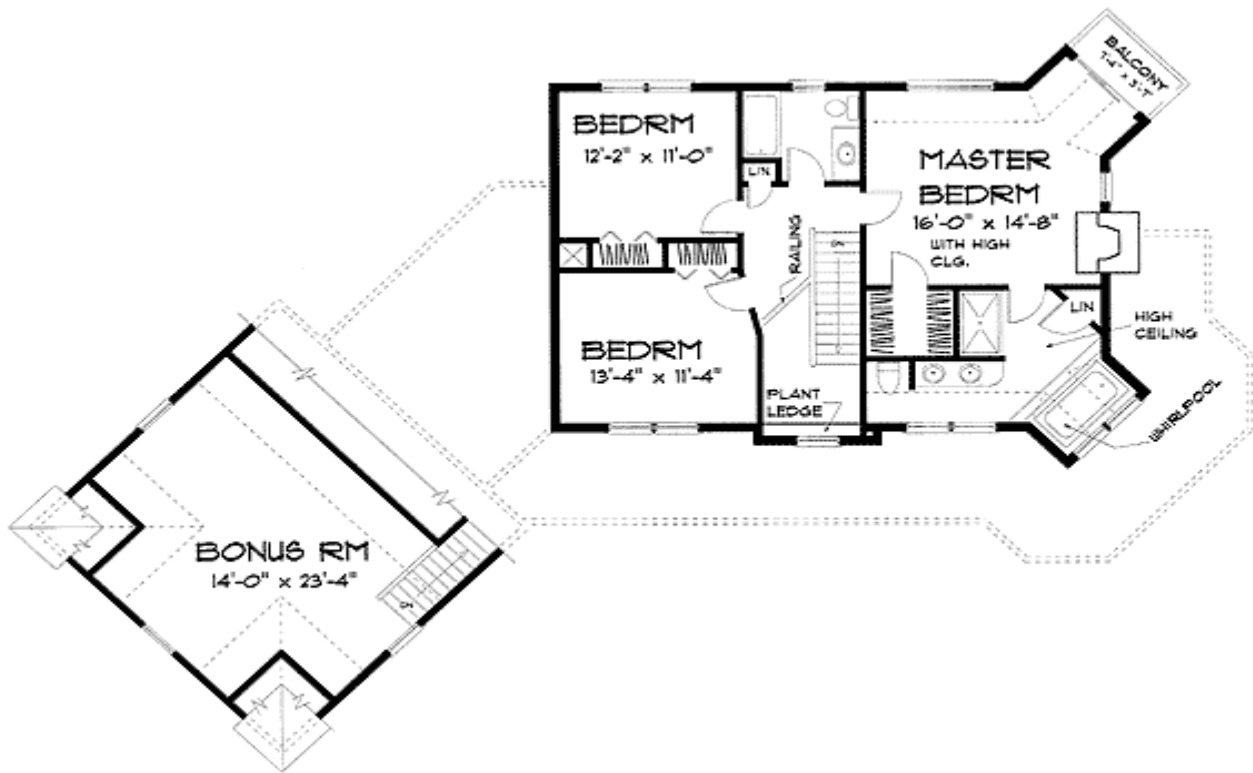 BALCONY
7'-4" x 3'-7"
BEDRM
12'-2" x 11'-0"
LIN
MASTER
BEDRM
16'-0" x 14'-8"
WITH HIGH
CLG.
RAILING
DN
LIN
HIGH
CEILING
BEDRM
13'-4" x 11'-4"
PLANT
LEDGE
WHIRLPOOL
BONUS RM
14'-0" x 23'-4"
DN